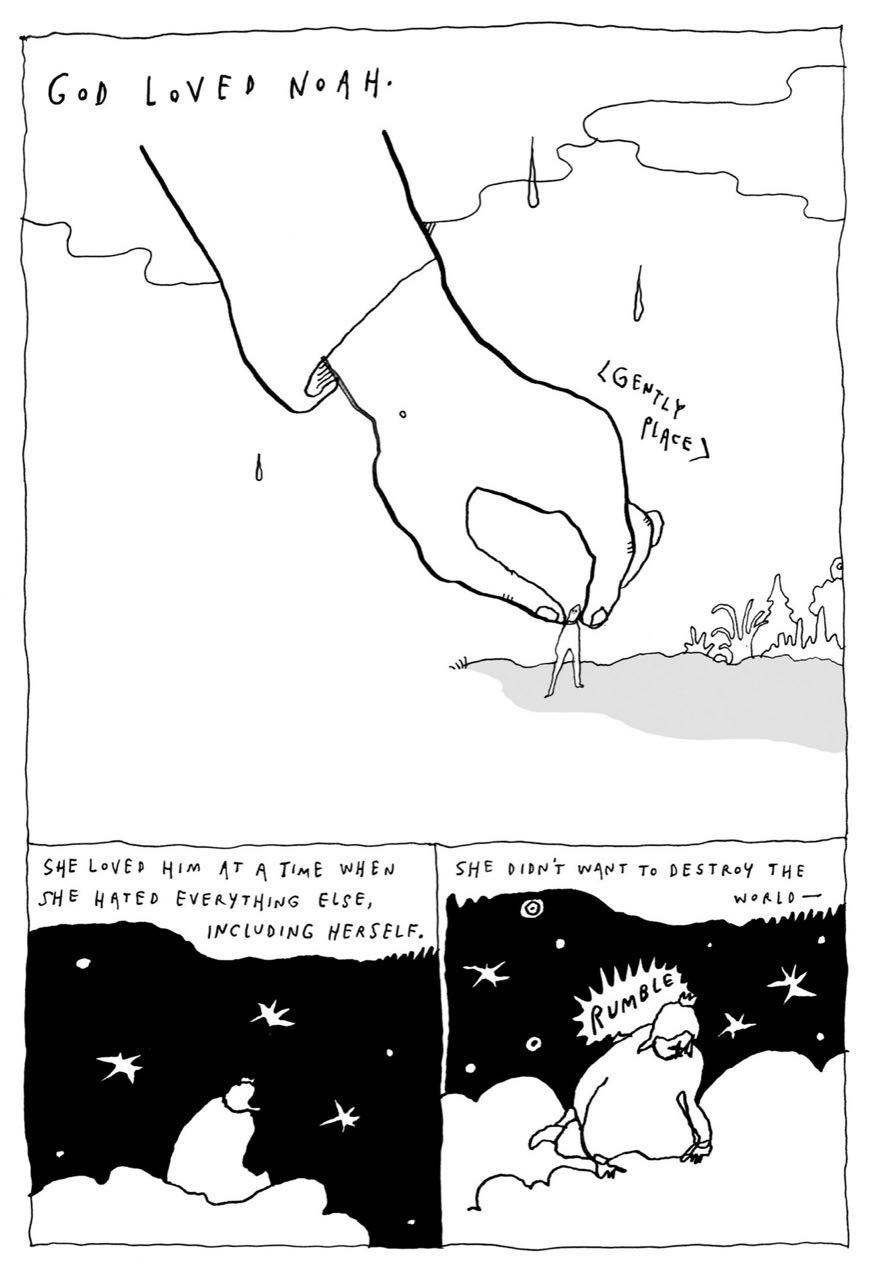 GOD LOVED NOAH.
<GENTLY
PLACE>
SHE LOVED HIM AT A TIME WHEN
SHE HATED EVERYTHING ELSE,
INCLUDING HERSELF.
SHE DIDN'T WANT TO DESTROY THE
WORLD—
RUMBLE